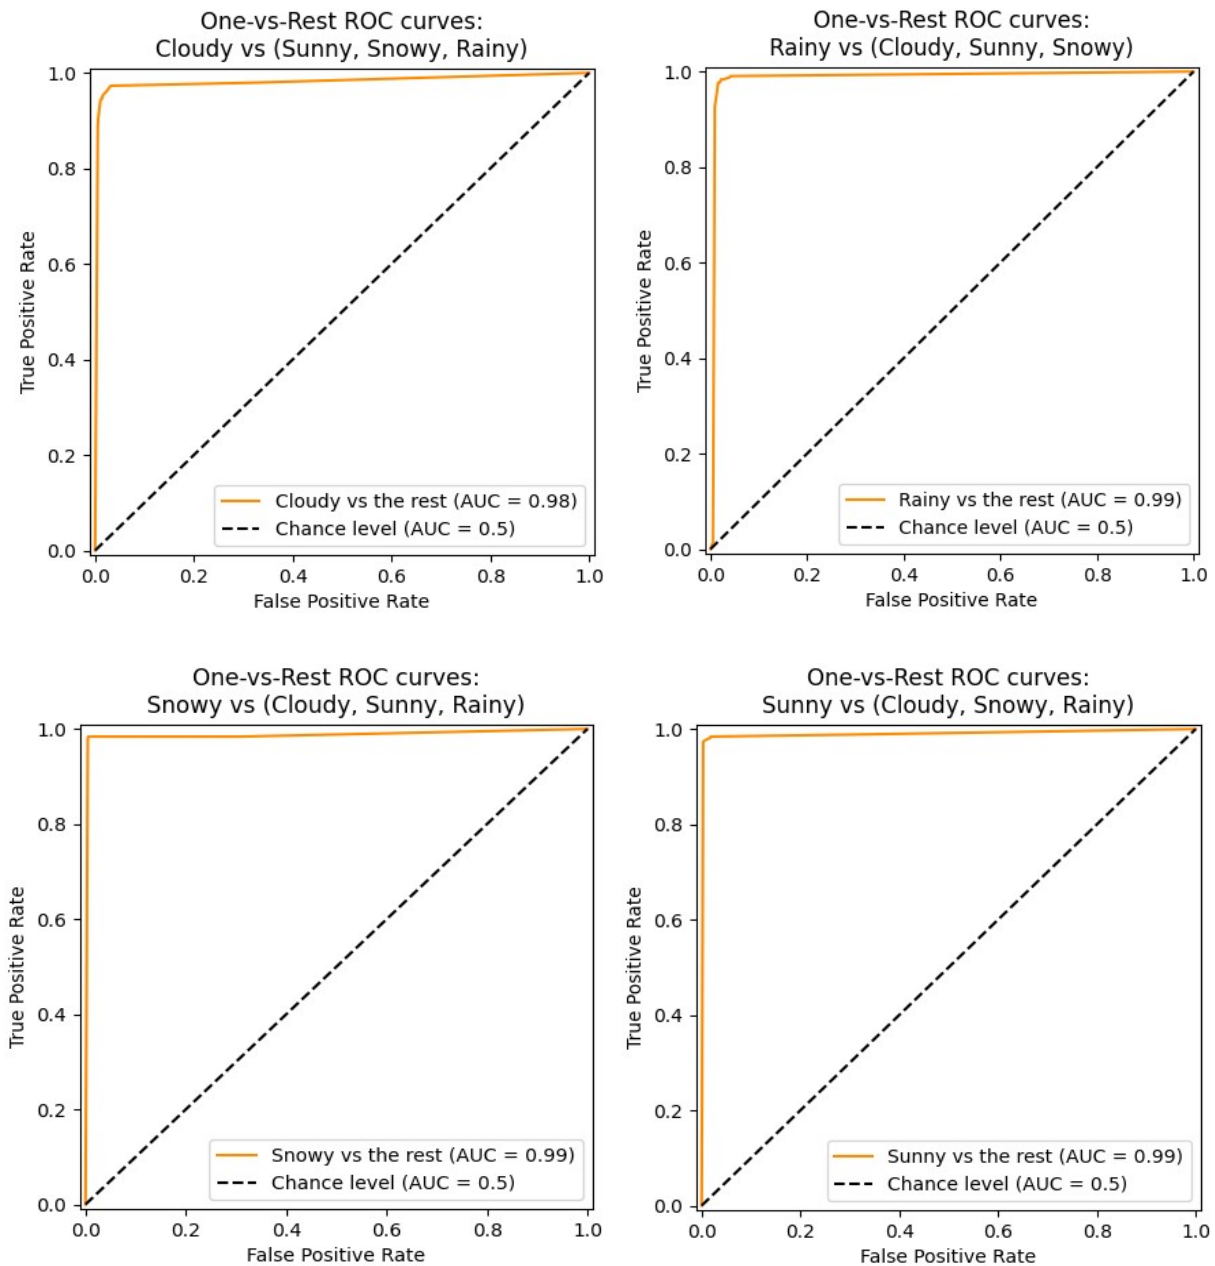 One-vs-Rest ROC curves:
Cloudy vs (Sunny, Snowy, Rainy)
1.0
0.8
0.6
0.4
0.2
0.0
True Positive Rate
Cloudy vs the rest (AUC = 0.98)
Chance level (AUC = 0.5)
0.0 0.2 0.4 0.6 0.8 1.0
False Positive Rate
One-vs-Rest ROC curves:
Rainy vs (Cloudy, Sunny, Snowy)
1.0
0.8
0.6
0.4
0.2
0.0
True Positive Rate
Rainy vs the rest (AUC = 0.99)
Chance level (AUC = 0.5)
0.0 0.2 0.4 0.6 0.8 1.0
False Positive Rate
One-vs-Rest ROC curves:
Snowy vs (Cloudy, Sunny, Rainy)
1.0
0.8
0.6
0.4
0.2
0.0
True Positive Rate
Snowy vs the rest (AUC = 0.99)
Chance level (AUC = 0.5)
0.0 0.2 0.4 0.6 0.8 1.0
False Positive Rate
One-vs-Rest ROC curves:
Sunny vs (Cloudy, Snowy, Rainy)
1.0
0.8
0.6
0.4
0.2
0.0
True Positive Rate
Sunny vs the rest (AUC = 0.99)
Chance level (AUC = 0.5)
0.0 0.2 0.4 0.6 0.8 1.0
False Positive Rate